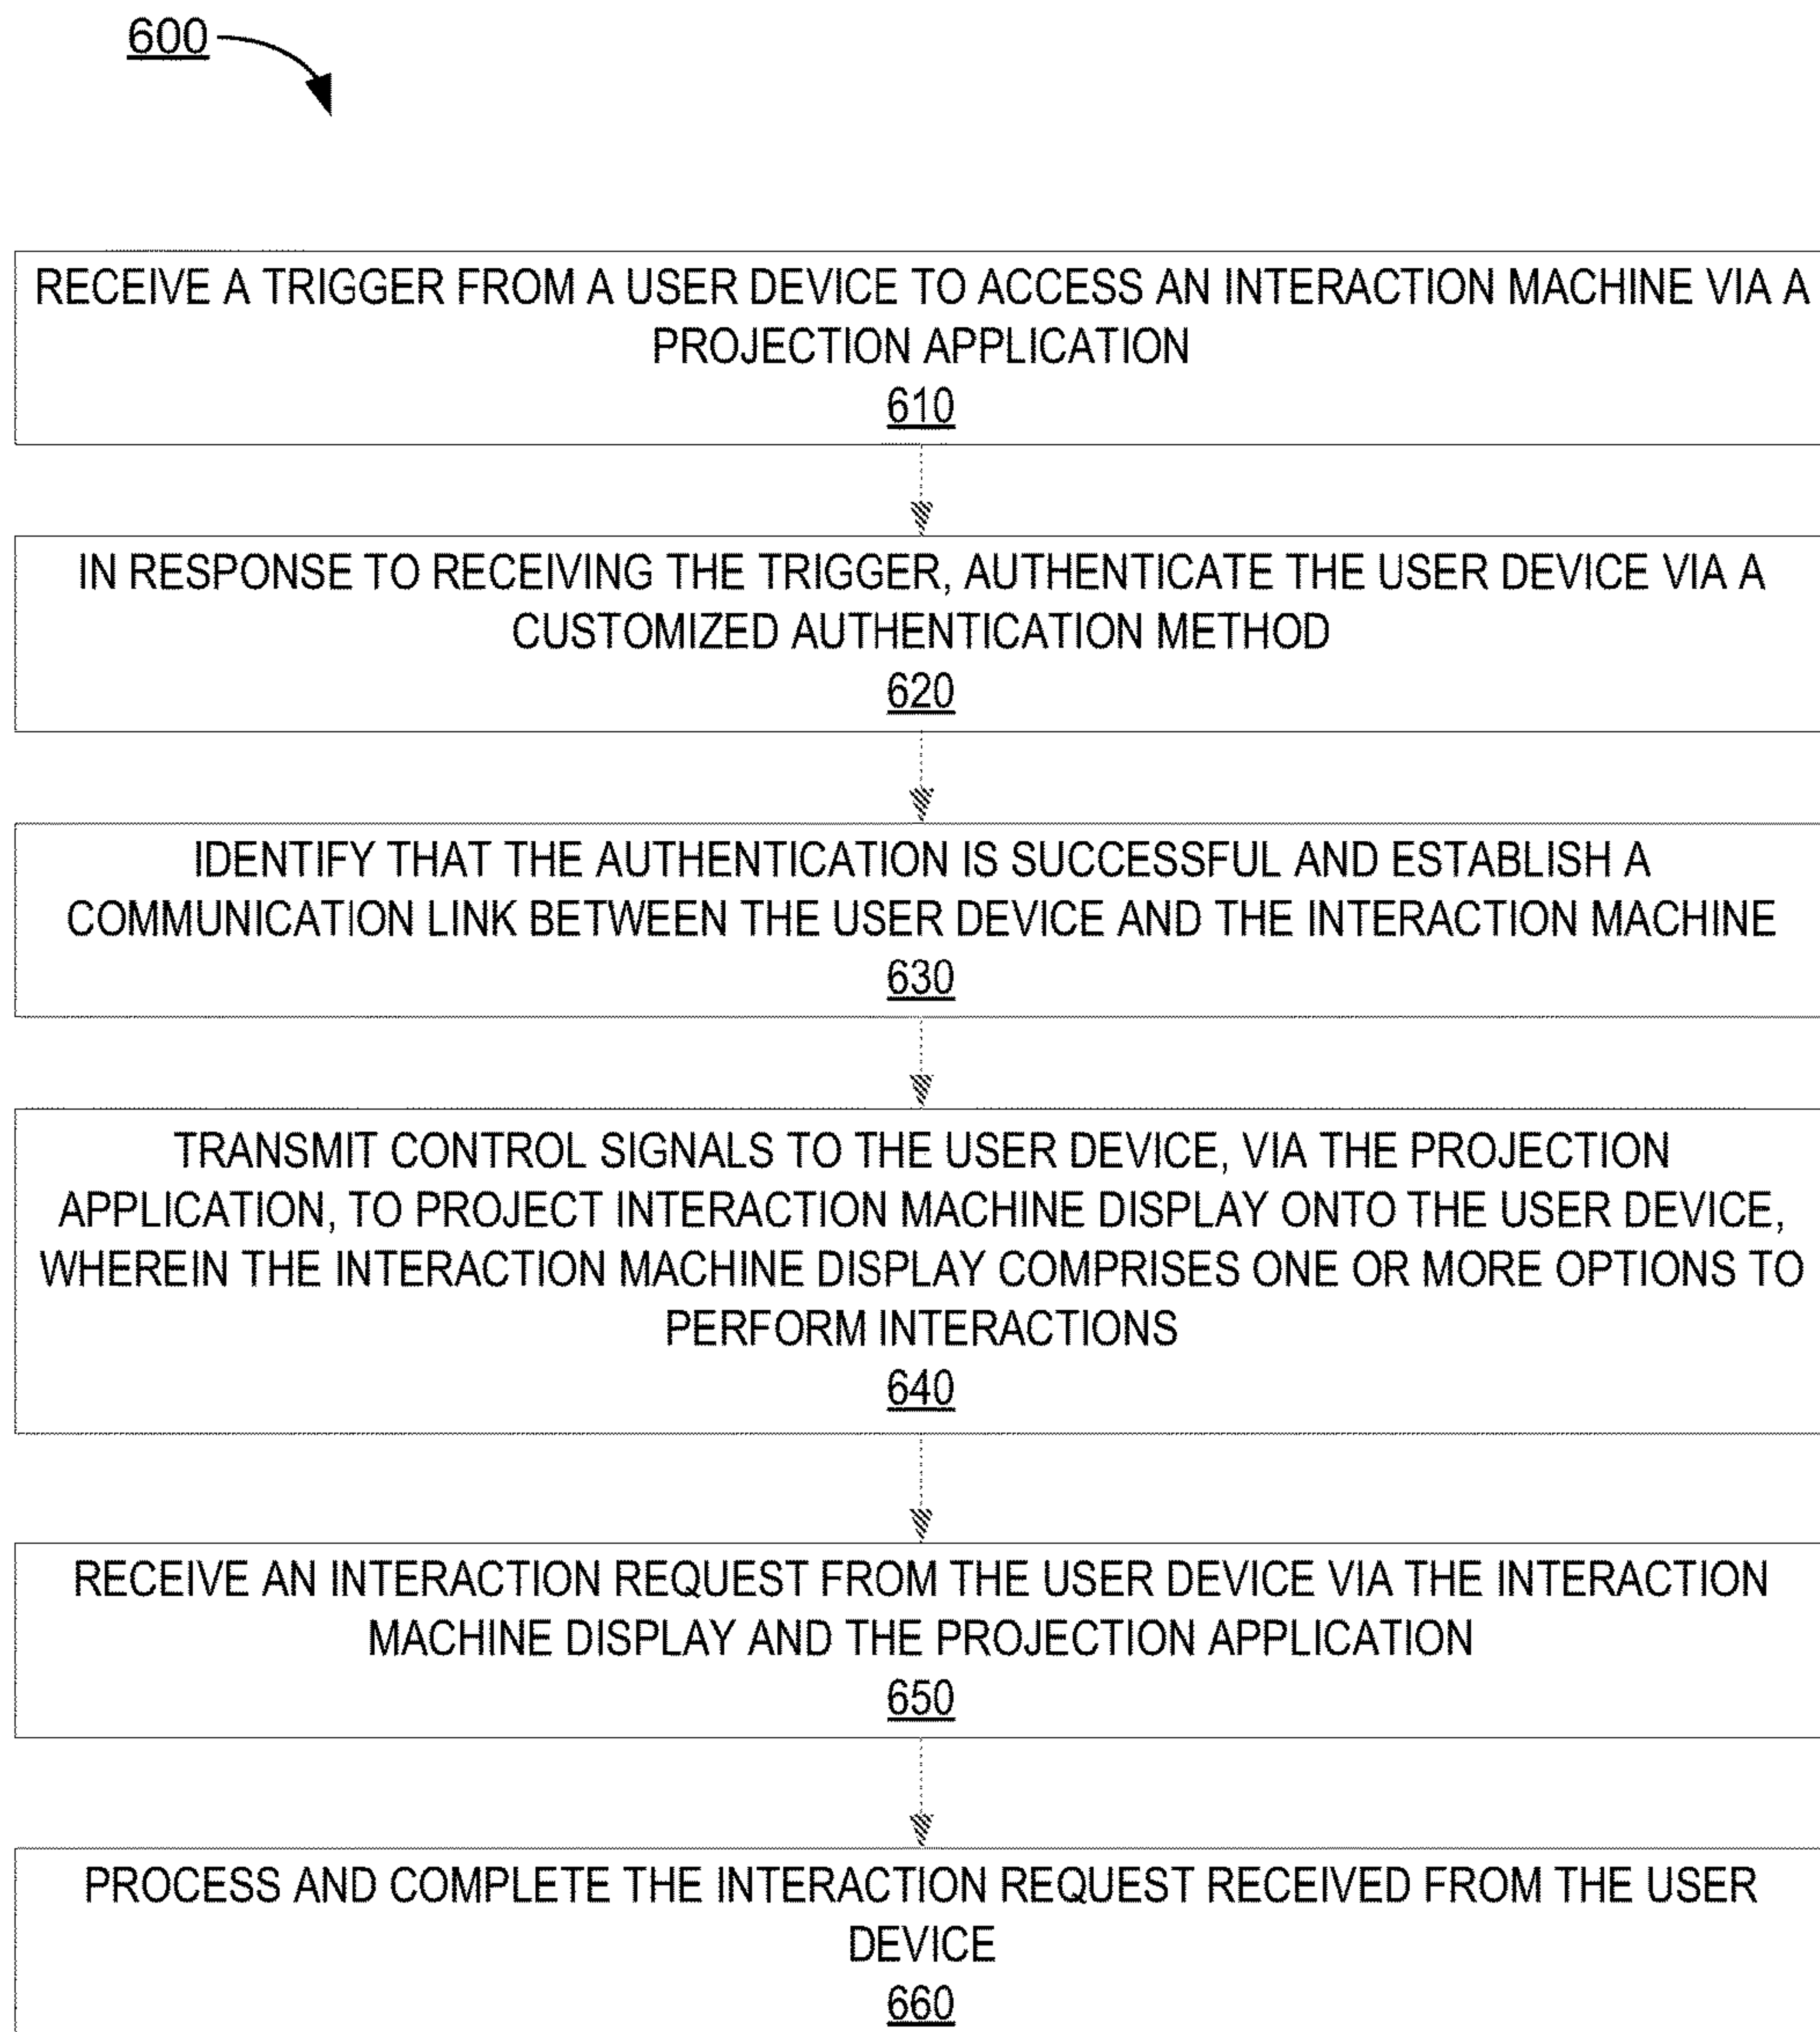 600
RECEIVE A TRIGGER FROM A USER DEVICE TO ACCESS AN INTERACTION MACHINE VIA A
PROJECTION APPLICATION
610
IN RESPONSE TO RECEIVING THE TRIGGER, AUTHENTICATE THE USER DEVICE VIA A
CUSTOMIZED AUTHENTICATION METHOD
620
IDENTIFY THAT THE AUTHENTICATION IS SUCCESSFUL AND ESTABLISH A
COMMUNICATION LINK BETWEEN THE USER DEVICE AND THE INTERACTION MACHINE
630
TRANSMIT CONTROL SIGNALS TO THE USER DEVICE, VIA THE PROJECTION
APPLICATION, TO PROJECT INTERACTION MACHINE DISPLAY ONTO THE USER DEVICE,
WHEREIN THE INTERACTION MACHINE DISPLAY COMPRISES ONE OR MORE OPTIONS TO
PERFORM INTERACTIONS
640
RECEIVE AN INTERACTION REQUEST FROM THE USER DEVICE VIA THE INTERACTION
MACHINE DISPLAY AND THE PROJECTION APPLICATION
650
PROCESS AND COMPLETE THE INTERACTION REQUEST RECEIVED FROM THE USER
DEVICE
660